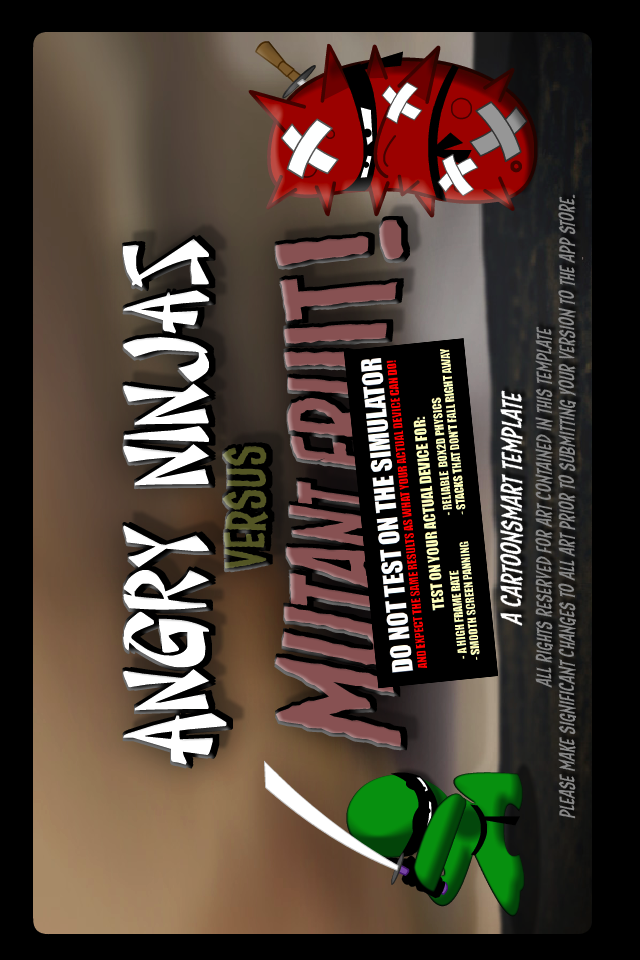 ANGRY NINJAS
VERSUS
MUTANT FRUIT!
DO NOT TEST ON THE SIMULATOR
AND EXPECT THE SAME RESULTS AS WHAT YOUR ACTUAL DEVICE CAN DO!
TEST ON YOUR ACTUAL DEVICE FOR:
- A HIGH FRAME RATE
- SMOOTH SCREEN PANNING
- RELIABLE BOX2D PHYSICS
- STACKS THAT DON'T FALL RIGHT AWAY
A CARTOONSMART TEMPLATE
ALL RIGHTS RESERVED FOR ART CONTAINED IN THIS TEMPLATE
PLEASE MAKE SIGNIFICANT CHANGES TO ALL ART PRIOR TO SUBMITTING YOUR VERSION TO THE APP STORE.